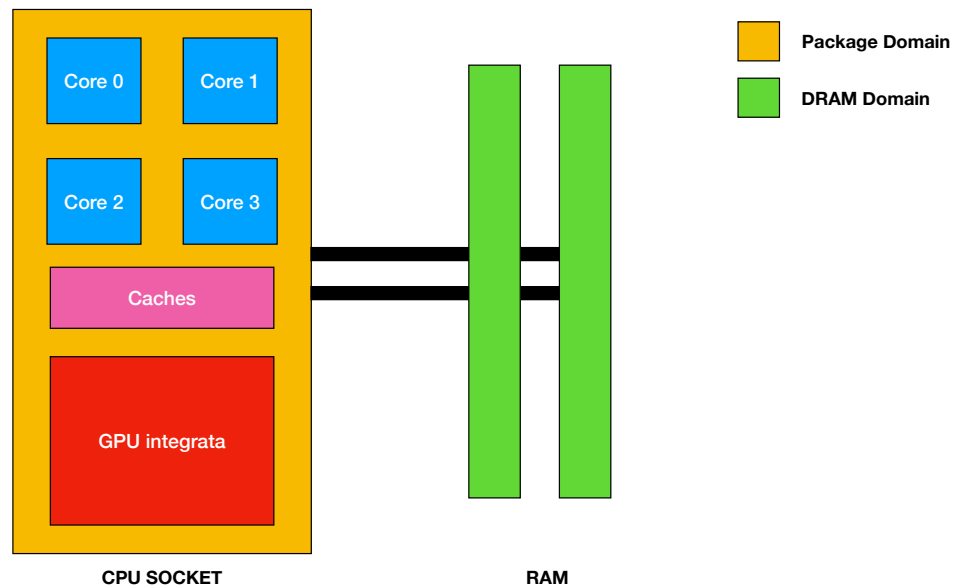 Core 0
Core 1
Core 2
Core 3
Caches
GPU integrata
CPU SOCKET
RAM
Package Domain
DRAM Domain